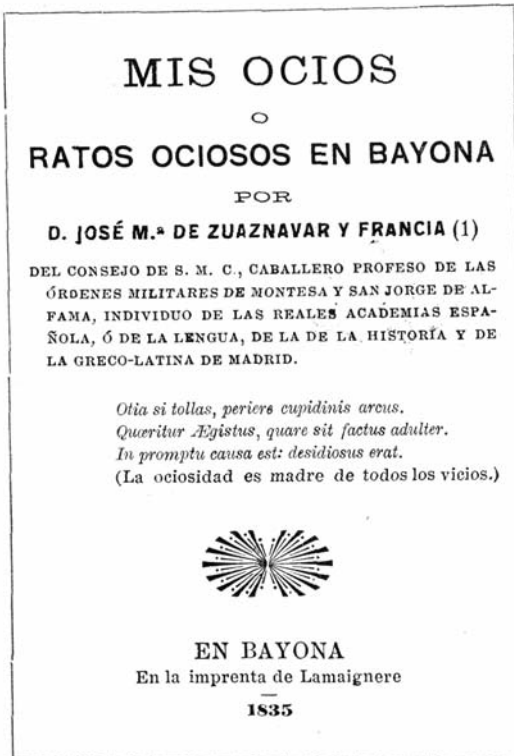 MIS OCIOS
O
RATOS OCIOSOS EN BAYONA
POR
D. JOSÉ M.ª DE ZUAZNAVAR Y FRANCIA (1)
DEL CONSEJO DE S. M. C., CABALLERO PROFESO DE LAS
ÓRDENES MILITARES DE MONTESA Y SAN JORGE DE AL-
FAMA, INDIVIDUO DE LAS REALES ACADEMIAS ESPA-
ÑOLA, Ó DE LA LENGUA, DE LA DE LA HISTORIA Y DE
LA GRECO-LATINA DE MADRID.
Otia si tollas, periere cupidinis arcus.
Quæritur Ægistus, quare sit factus adulter.
In promptu causa est: desidiosus erat.
(La ociosidad es madre de todos los vicios.)
EN BAYONA
En la imprenta de Lamaignere
1835